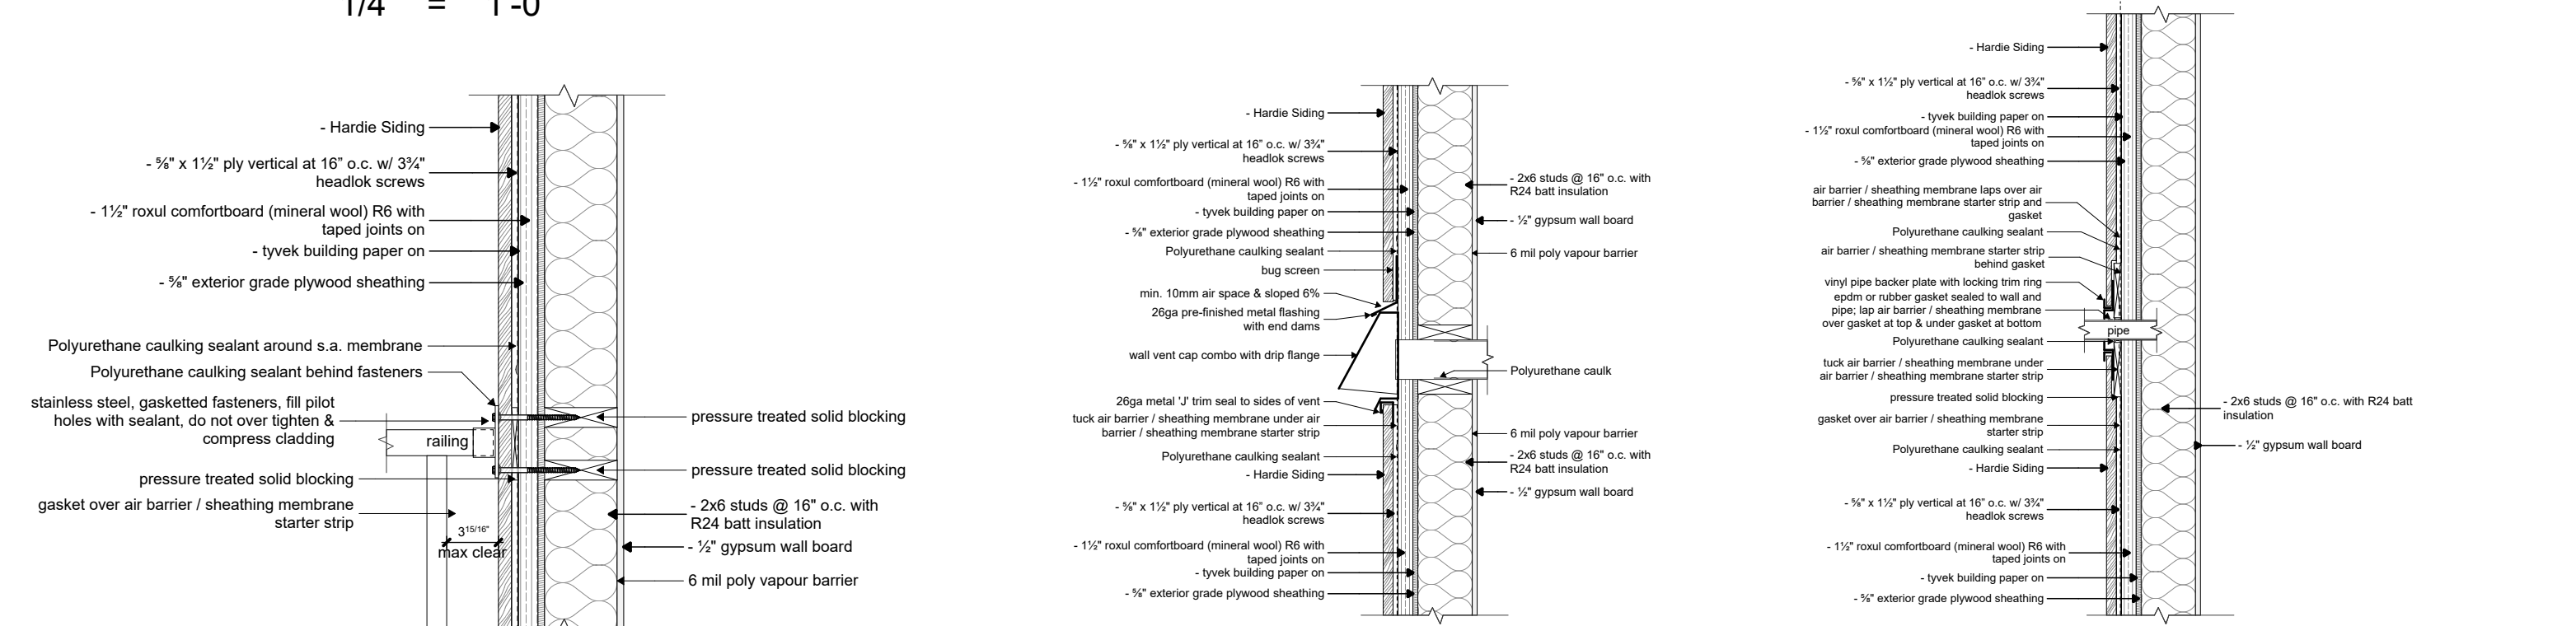 1/4" = 1'-0"
- Hardie Siding
- ⅝" x 1½" ply vertical at 16" o.c. w/ 3¾"
headlok screws
- 1½" roxul comfortboard (mineral wool) R6 with
taped joints on
- tyvek building paper on
- ⅝" exterior grade plywood sheathing
Polyurethane caulking sealant around s.a. membrane
Polyurethane caulking sealant behind fasteners
stainless steel, gasketted fasteners, fill pilot
holes with sealant, do not over tighten &
compress cladding
railing
pressure treated solid blocking
gasket over air barrier / sheathing membrane
starter strip
3 15/16"
max clear
pressure treated solid blocking
pressure treated solid blocking
- 2x6 studs @ 16" o.c. with
R24 batt insulation
- ½" gypsum wall board
6 mil poly vapour barrier
- Hardie Siding
- ⅝" x 1½" ply vertical at 16" o.c. w/ 3¾"
headlok screws
- 1½" roxul comfortboard (mineral wool) R6 with
taped joints on
- tyvek building paper on
- ⅝" exterior grade plywood sheathing
Polyurethane caulking sealant
bug screen
min. 10mm air space & sloped 6%
26ga pre-finished metal flashing
with end dams
wall vent cap combo with drip flange
26ga metal 'J' trim seal to sides of vent
tuck air barrier / sheathing membrane under air
barrier / sheathing membrane starter strip
Polyurethane caulking sealant
- Hardie Siding
- ⅝" x 1½" ply vertical at 16" o.c. w/ 3¾"
headlok screws
- 1½" roxul comfortboard (mineral wool) R6 with
taped joints on
- tyvek building paper on
- ⅝" exterior grade plywood sheathing
- 2x6 studs @ 16" o.c. with
R24 batt insulation
- ½" gypsum wall board
6 mil poly vapour barrier
Polyurethane caulk
6 mil poly vapour barrier
- 2x6 studs @ 16" o.c. with
R24 batt insulation
- ½" gypsum wall board
- Hardie Siding
- ⅝" x 1½" ply vertical at 16" o.c. w/ 3¾"
headlok screws
- tyvek building paper on
- 1½" roxul comfortboard (mineral wool) R6 with
taped joints on
- ⅝" exterior grade plywood sheathing
air barrier / sheathing membrane laps over air
barrier / sheathing membrane starter strip and
gasket
Polyurethane caulking sealant
air barrier / sheathing membrane starter strip
behind gasket
vinyl pipe backer plate with locking trim ring
epdm or rubber gasket sealed to wall and
pipe; lap air barrier / sheathing membrane
over gasket at top & under gasket at bottom
pipe
Polyurethane caulking sealant
tuck air barrier / sheathing membrane under
air barrier / sheathing membrane starter strip
pressure treated solid blocking
gasket over air barrier / sheathing membrane
starter strip
Polyurethane caulking sealant
- Hardie Siding
- ⅝" x 1½" ply vertical at 16" o.c. w/ 3¾"
headlok screws
- 1½" roxul comfortboard (mineral wool) R6 with
taped joints on
- tyvek building paper on
- ⅝" exterior grade plywood sheathing
- 2x6 studs @ 16" o.c. with R24 batt
insulation
- ½" gypsum wall board